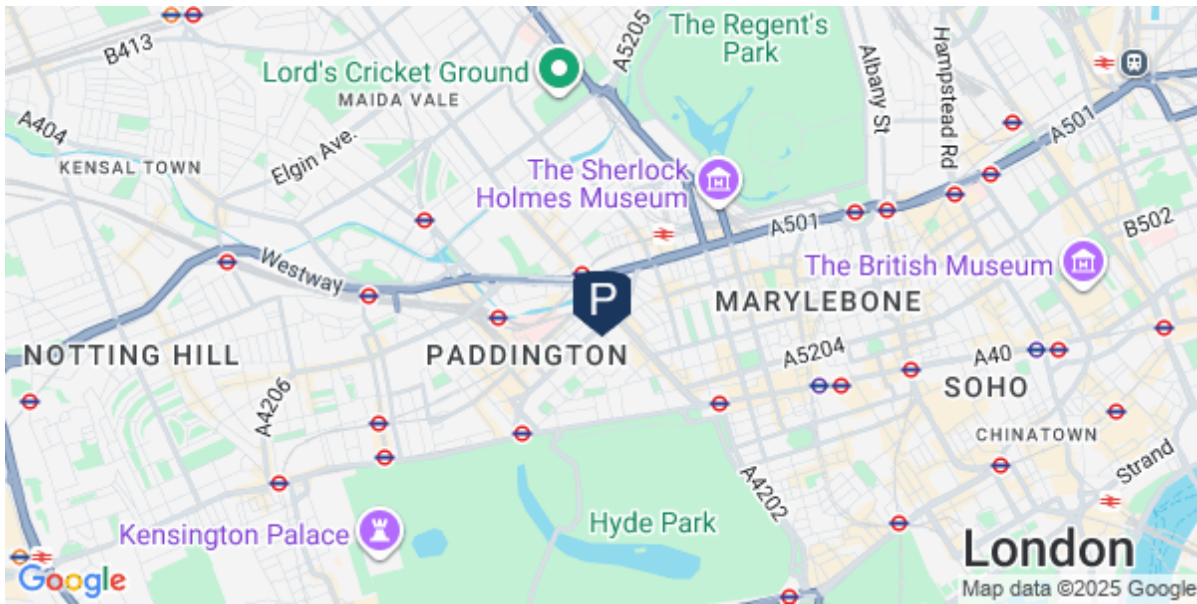 The Regent's
Park
A5205
B413
Lord's Cricket Ground
MAIDA VALE
Albany St
Hampstead Rd
A501
A404
Elgin Ave.
KENSAL TOWN
The Sherlock
Holmes Museum
A501
B502
Westway
The British Museum
P
MARYLEBONE
NOTTING HILL
PADDINGTON
A5204
A40
SOHO
A4206
CHINATOWN
Strand
A4202
Kensington Palace
Hyde Park
London
Google
Map data ©2025 Google